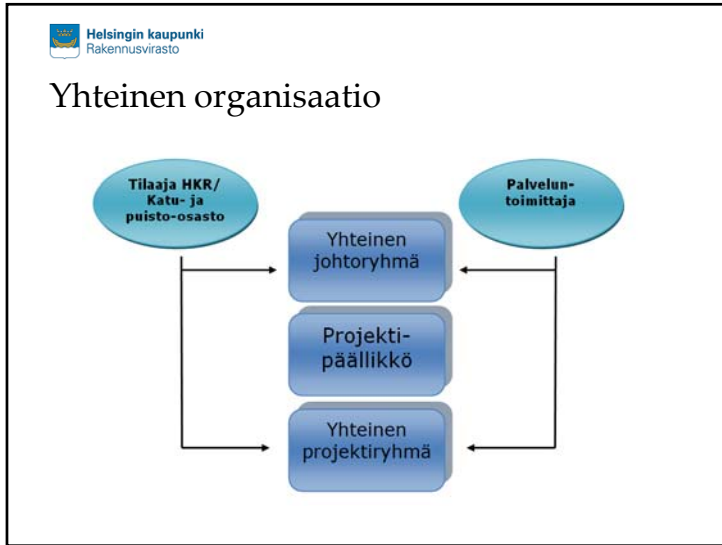 Helsingin kaupunki
Rakennusvirasto
Yhteinen organisaatio
Tilaaja HKR/
Katu- ja
puisto-osasto
Palvelun-
toimittaja
Yhteinen
johtoryhmä
Projekti-
päällikkö
Yhteinen
projektiryhmä